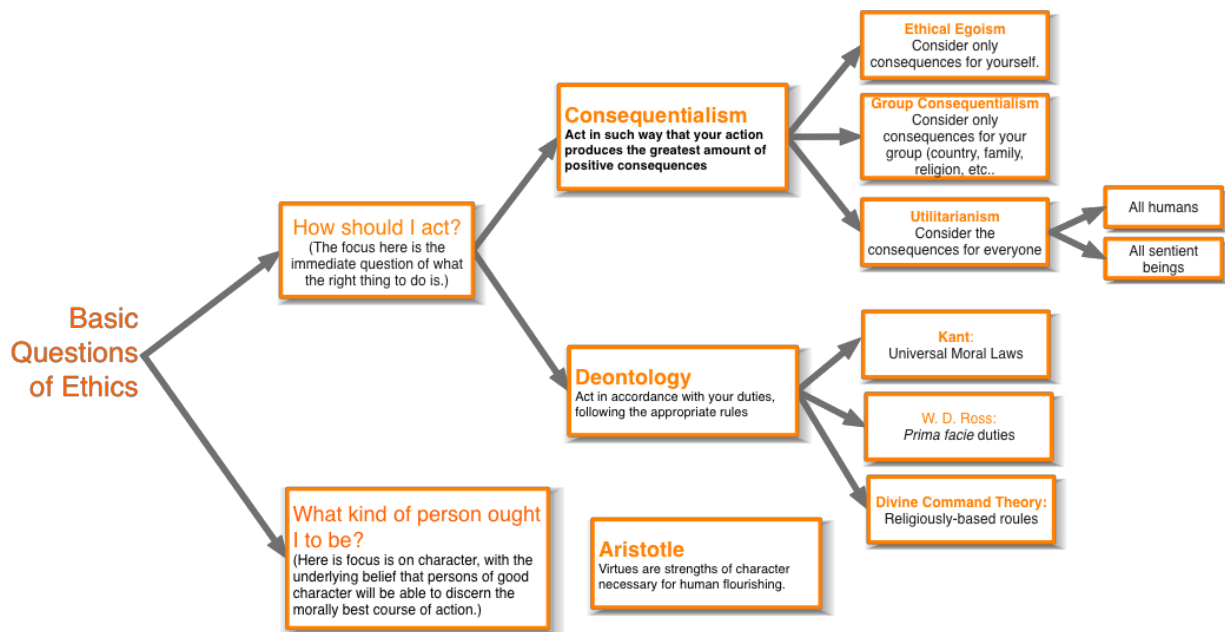 Basic
Questions
of Ethics
How should I act?
(The focus here is the
immediate question of what
the right thing to do is.)
Consequentialism
Act in such way that your action
produces the greatest amount of
positive consequences
Ethical Egoism
Consider only
consequences for yourself.
Group Consequentialism
Consider only
consequences for your
group (country, family,
religion, etc..
Utilitarianism
Consider the
consequences for everyone
All humans
All sentient
beings
Deontology
Act in accordance with your duties,
following the appropriate rules
Kant:
Universal Moral Laws
W. D. Ross:
Prima facie duties
Divine Command Theory:
Religiously-based roules
What kind of person ought
I to be?
(Here is focus is on character, with the
underlying belief that persons of good
character will be able to discern the
morally best course of action.)
Aristotle
Virtues are strengths of character
necessary for human flourishing.